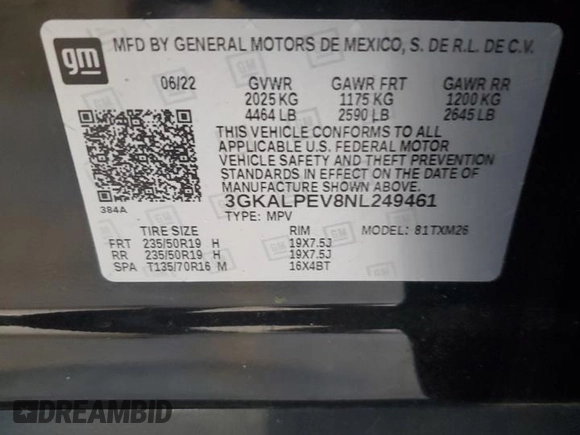 gm
MFD BY GENERAL MOTORS DE MEXICO, S. DE R.L. DE C.V.
06/22 GVWR GAWR FRT GAWR RR
2025 KG 1175 KG 1200 KG
4464 LB 2590 LB 2645 LB
THIS VEHICLE CONFORMS TO ALL
APPLICABLE U.S. FEDERAL MOTOR
VEHICLE SAFETY AND THEFT PREVENTION
STANDARDS IN EFFECT ON THE DATE OF
MANUFACTURE SHOWN ABOVE.
384A 3GKALPEV8NL249461
TYPE: MPV
TIRE SIZE RIM MODEL: 81TXM26
FRT 235/50R19 H 19X7.5J
RR 235/50R19 H 19X7.5J
SPA T135/70R16 M 16X4BT
DREAMBID